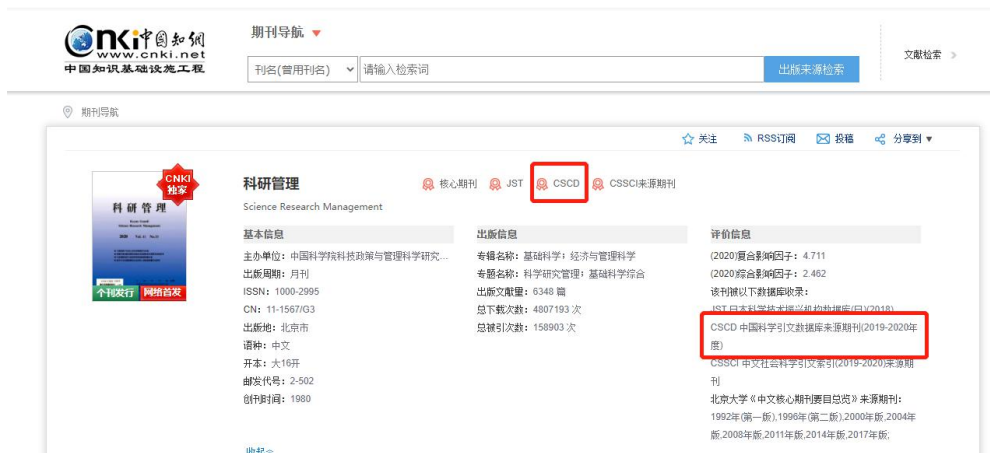 Cnki中国知网
www.cnki.net
中国知识基础设施工程
期刊导航 ▼
刊名(曾用刊名)
请输入检索词
出版来源检索
文献检索
期刊导航
关注
RSS订阅
投稿
分享到 ▼
CNKI
独家
科研管理
个刊发行
网络首发
科研管理
核心期刊
JST
CSCD
CSSCI来源期刊
Science Research Management
基本信息
主办单位：中国科学院科技政策与管理科学研究...
出版周期：月刊
ISSN：1000-2995
CN：11-1567/G3
出版地：北京市
语种：中文
开本：大16开
邮发代号：2-502
创刊时间：1980
出版信息
专辑名称：基础科学；经济与管理科学
专题名称：科学研究管理；基础科学综合
出版文献量：6348 篇
总下载次数：4807193 次
总被引次数：158903 次
评价信息
(2020)复合影响因子：4.711
(2020)综合影响因子：2.462
该刊被以下数据库收录：
JST 日本科学技术振兴机构数据库(日)(2018)
CSCD 中国科学引文数据库来源期刊(2019-2020年
度)
CSSCI 中文社会科学引文索引(2019-2020)来源期
刊
北京大学《中文核心期刊要目总览》来源期刊：
1992年(第一版),1996年(第二版),2000年版,2004年
版,2008年版,2011年版,2014年版,2017年版;
收起